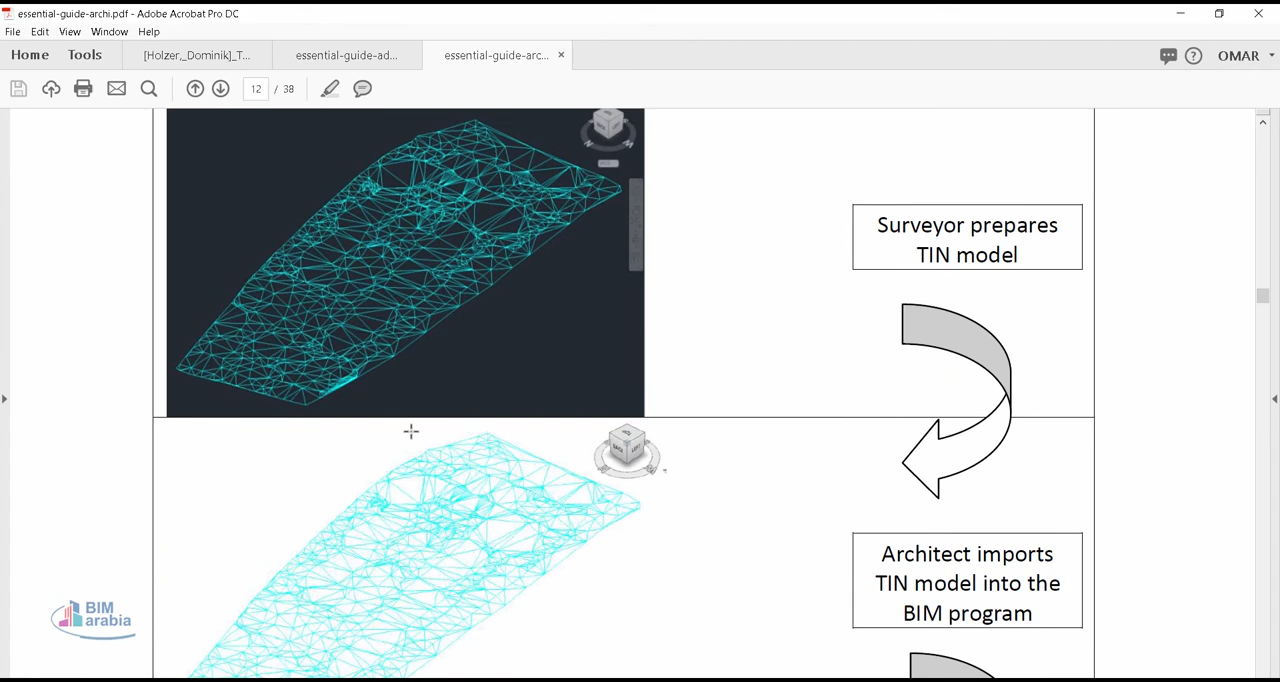 essential-guide-archi.pdf - Adobe Acrobat Pro DC
File Edit View Window Help
Home Tools [Holzer,_Dominik]_T... essential-guide-ad... essential-guide-arc... ×
OMAR
12 / 38
Surveyor prepares
TIN model
Architect imports
TIN model into the
BIM program
BIM
arabia